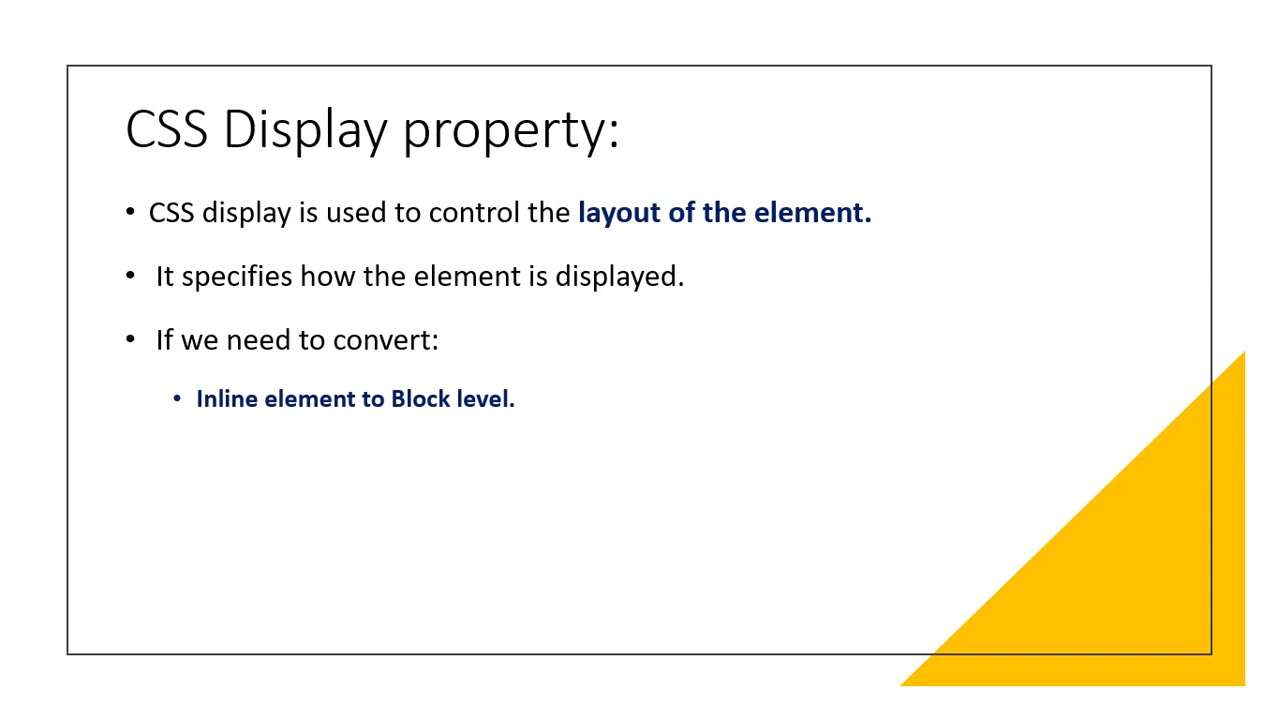 CSS Display property:
• CSS display is used to control the layout of the element.
• It specifies how the element is displayed.
• If we need to convert:
• Inline element to Block level.